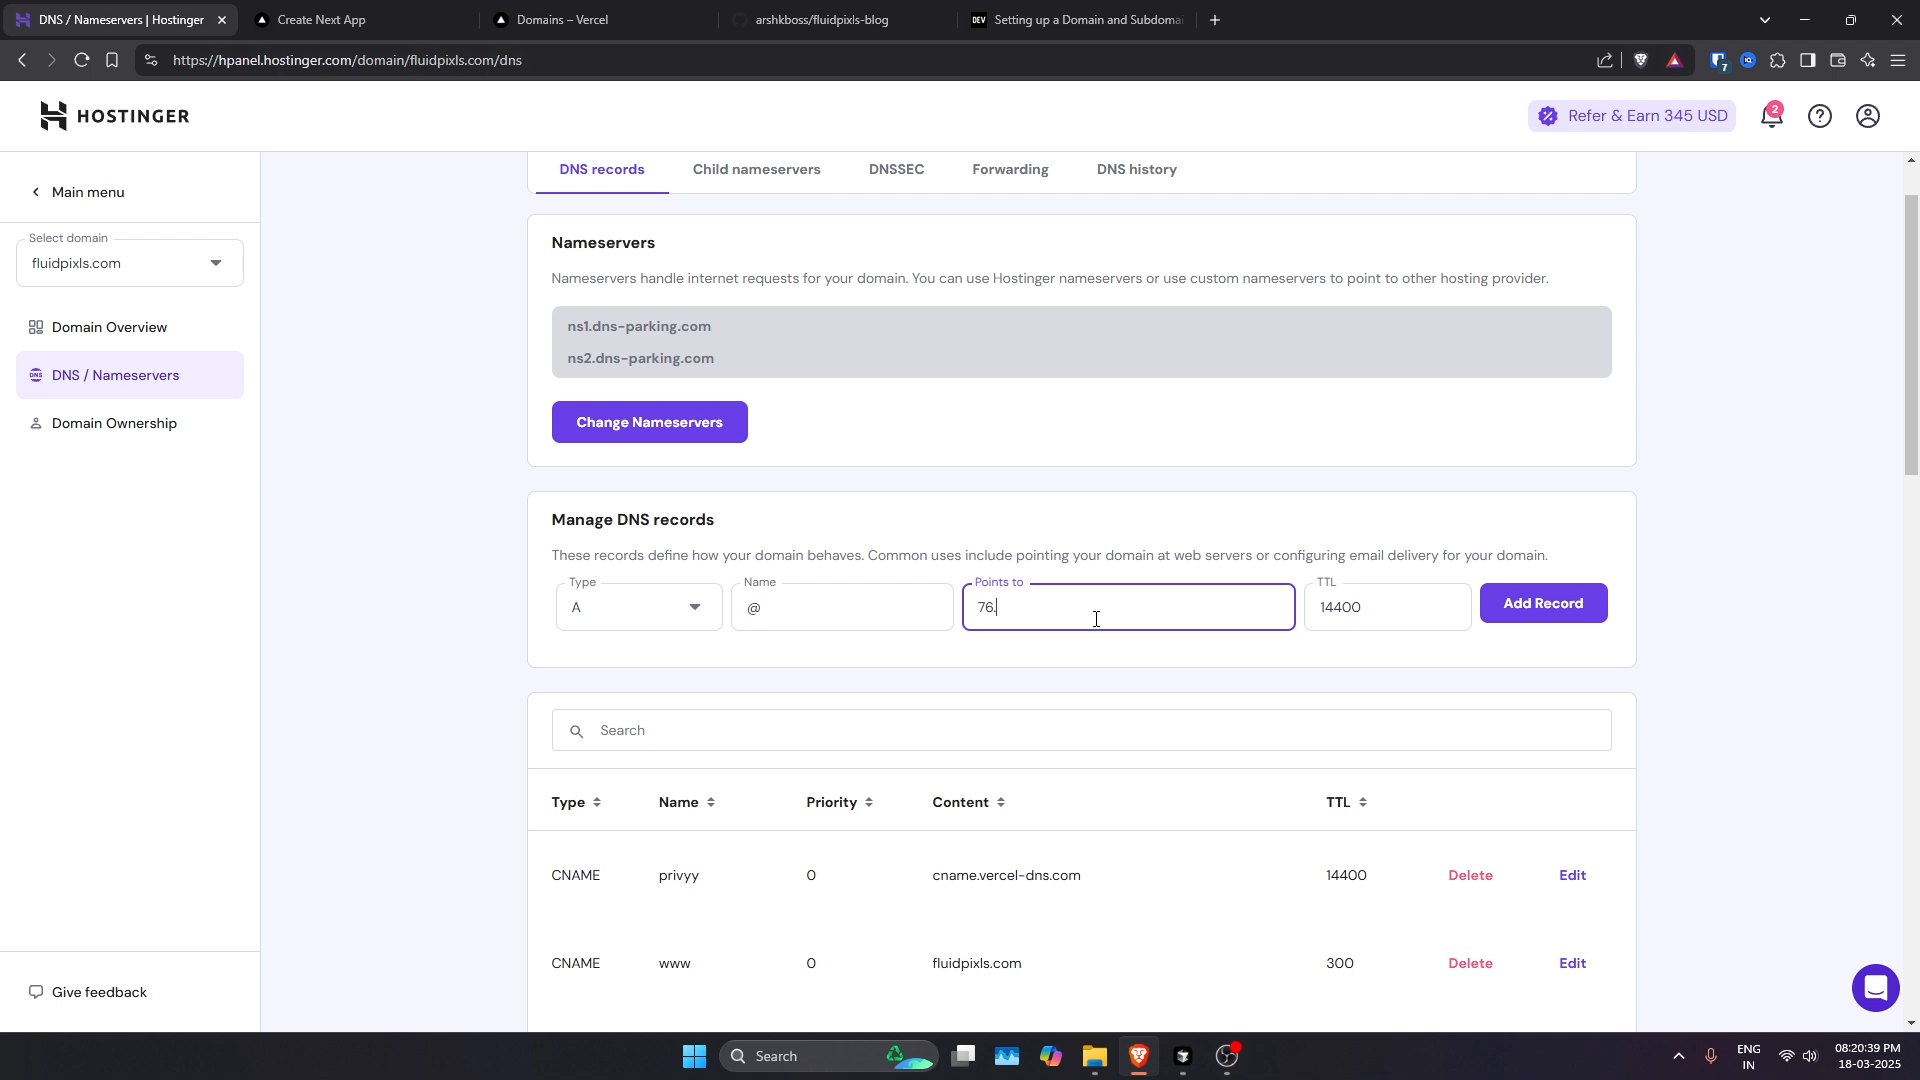 DNS / Nameservers | Hostinger
Create Next App
Domains – Vercel
arshkboss/fluidpixls-blog
DEV
Setting up a Domain and Subdomai
https://hpanel.hostinger.com/domain/fluidpixls.com/dns
7
HOSTINGER
Refer & Earn 345 USD
2
Main menu
Select domain
fluidpixls.com
Domain Overview
DNS
DNS / Nameservers
Domain Ownership
Give feedback
DNS records
Child nameservers
DNSSEC
Forwarding
DNS history
Nameservers
Nameservers handle internet requests for your domain. You can use Hostinger nameservers or use custom nameservers to point to other hosting provider.
ns1.dns-parking.com
ns2.dns-parking.com
Change Nameservers
Manage DNS records
These records define how your domain behaves. Common uses include pointing your domain at web servers or configuring email delivery for your domain.
Type
A
Name
@
Points to
76.
TTL
14400
Add Record
Search
Type
Name
Priority
Content
TTL
CNAME
privyy
0
cname.vercel-dns.com
14400
Delete
Edit
CNAME
www
0
fluidpixls.com
300
Delete
Edit
Search
ENG
IN
08:20:39 PM
18-03-2025